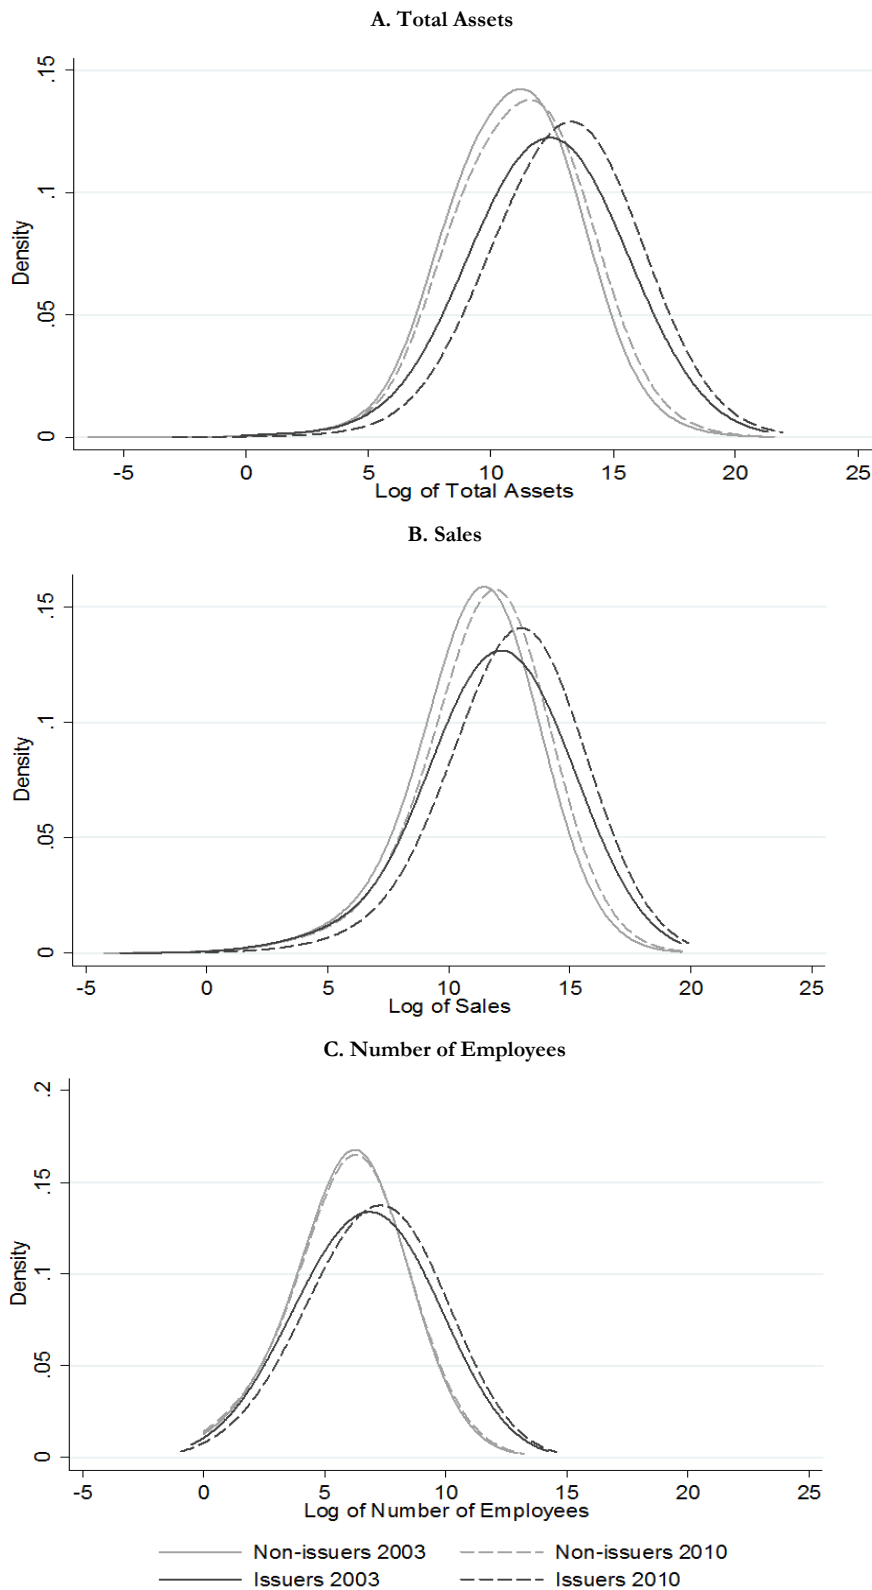 A. Total Assets
.15
.1
.05
0
Density
-5 0 5 10 15 20 25
Log of Total Assets
B. Sales
.15
.1
.05
0
Density
-5 0 5 10 15 20 25
Log of Sales
C. Number of Employees
.2
.15
.1
.05
0
Density
-5 0 5 10 15 20 25
Log of Number of Employees
Non-issuers 2003 Non-issuers 2010
Issuers 2003 Issuers 2010